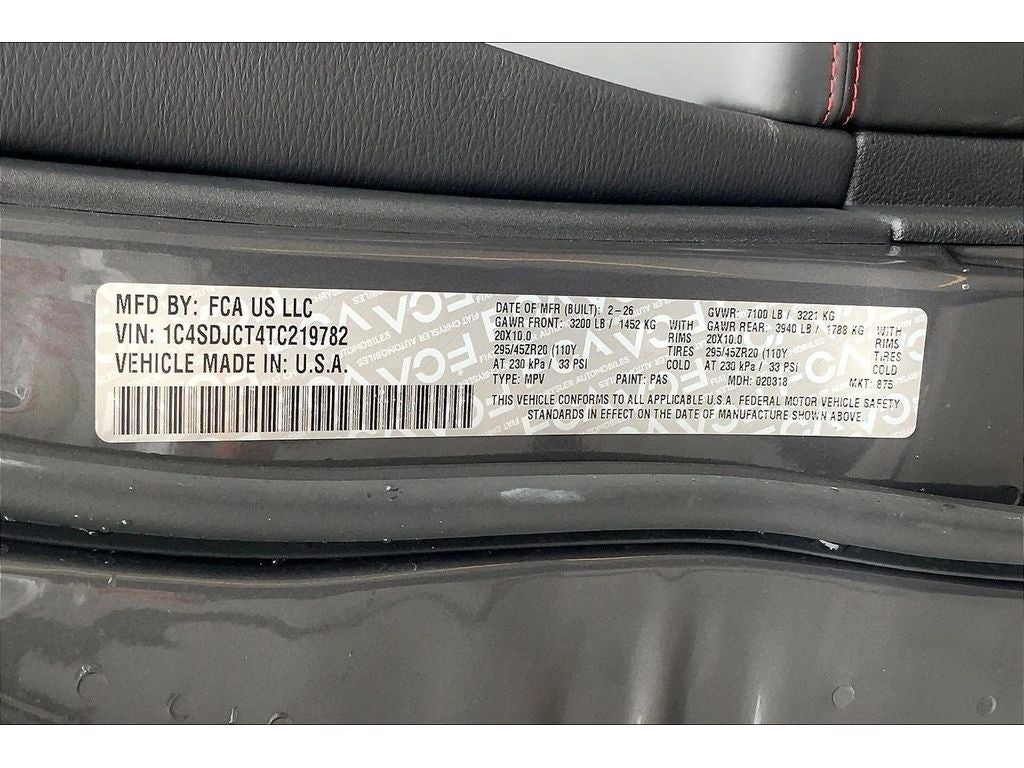 MFD BY: FCA US LLC
VIN: 1C4SDJCT4TC219782
VEHICLE MADE IN: U.S.A.
DATE OF MFR (BUILT): 2-26 GVWR: 7100 LB / 3221 KG
GAWR FRONT: 3200 LB / 1452 KG WITH GAWR REAR: 3940 LB / 1788 KG WITH
20X10.0 RIMS 20X10.0 RIMS
295/45ZR20 (110Y TIRES 295/45ZR20 (110Y TIRES
AT 230 kPa / 33 PSI COLD AT 230 kPa / 33 PSI COLD
TYPE: MPV PAINT: PAS MDH: 020318 MKT: 875
THIS VEHICLE CONFORMS TO ALL APPLICABLE U.S.A. FEDERAL MOTOR VEHICLE SAFETY
STANDARDS IN EFFECT ON THE DATE OF MANUFACTURE SHOWN ABOVE.